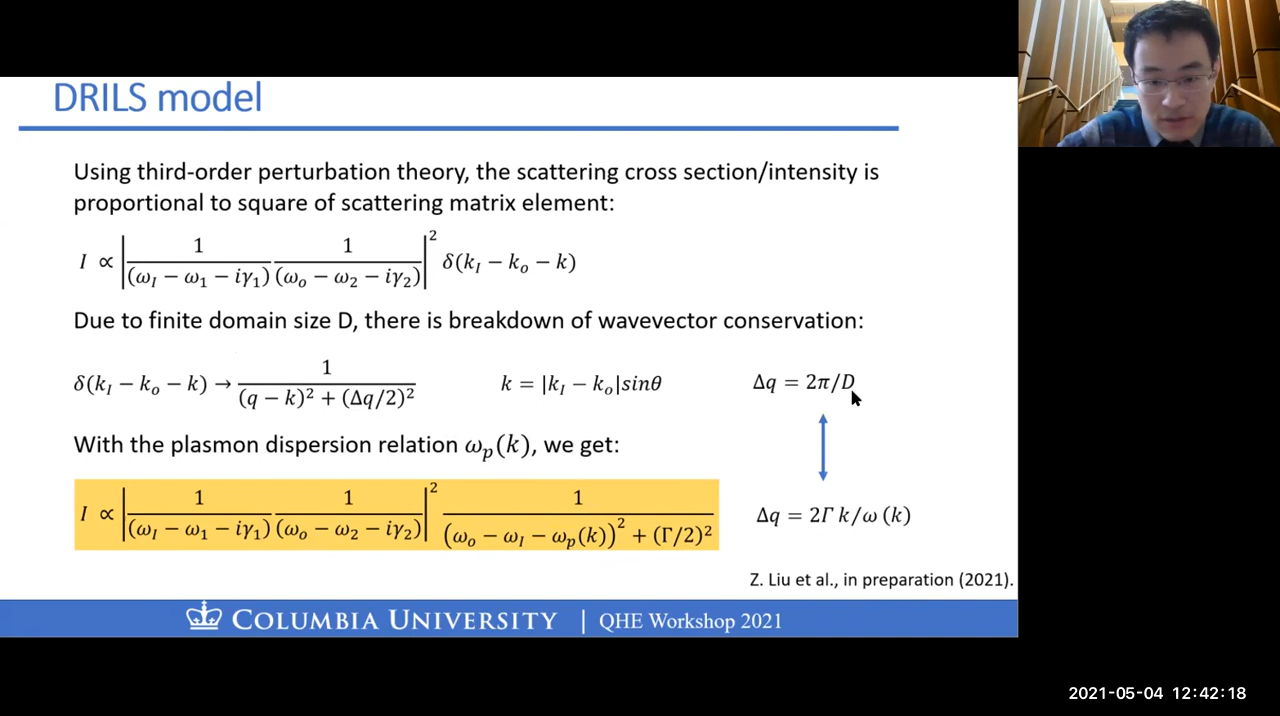 DRILS model
Using third-order perturbation theory, the scattering cross section/intensity is
proportional to square of scattering matrix element:
I ∝ |1/(ω_I − ω_1 − iγ_1) 1/(ω_o − ω_2 − iγ_2)|^2 δ(k_I − k_o − k)
Due to finite domain size D, there is breakdown of wavevector conservation:
δ(k_I − k_o − k) → 1/((q − k)^2 + (Δq/2)^2) k = |k_I − k_o|sinθ Δq = 2π/D
With the plasmon dispersion relation ω_p(k), we get:
I ∝ |1/(ω_I − ω_1 − iγ_1) 1/(ω_o − ω_2 − iγ_2)|^2 1/((ω_o − ω_I − ω_p(k))^2 + (Γ/2)^2) Δq = 2Γ k/ω (k)
Z. Liu et al., in preparation (2021).
COLUMBIA UNIVERSITY | QHE Workshop 2021
2021-05-04 12:42:18